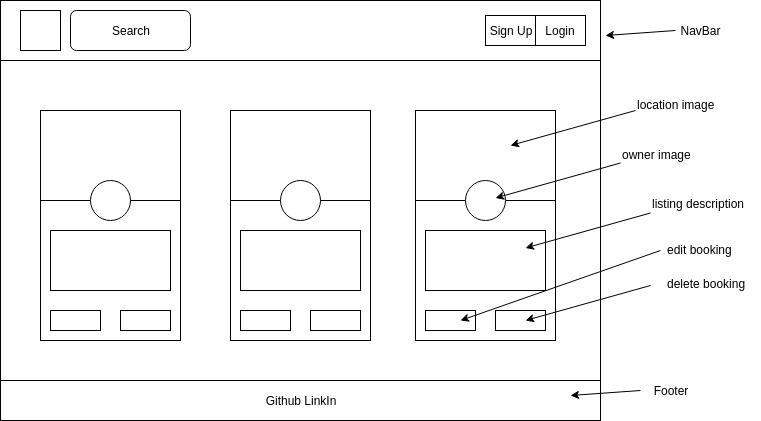 Search
Sign Up
Login
NavBar
location image
owner image
listing description
edit booking
delete booking
Footer
Github LinkIn